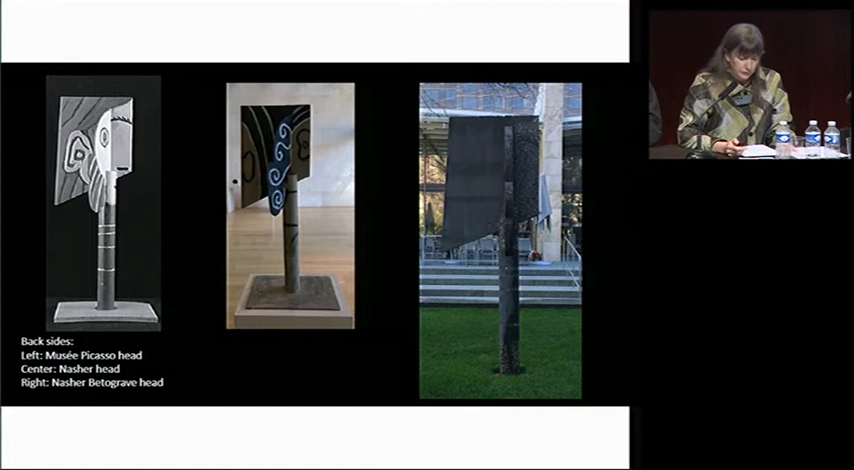 Back sides:
Left: Musée Picasso head
Center: Nasher head
Right: Nasher Betograve head